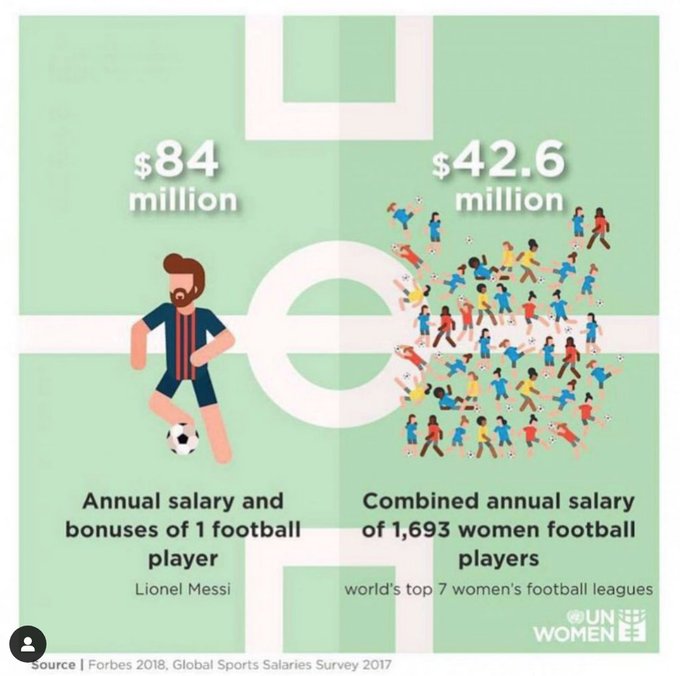 $84
million
$42.6
million
Annual salary and
bonuses of 1 football
player
Lionel Messi
Combined annual salary
of 1,693 women football
players
world's top 7 women's football leagues
UN
WOMEN
Source | Forbes 2018, Global Sports Salaries Survey 2017